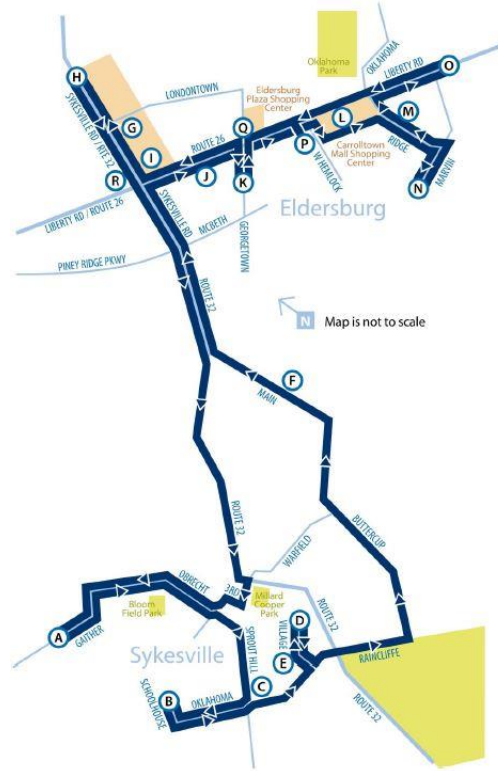 Oklahoma
Park
OKLAHOMA
LIBERTY RD
O
H
SYKESVILLE RD / RTE 32
LONDONTOWN
Eldersburg
Plaza Shopping
Center
G
I
Q
ROUTE 26
L
M
P
RIDGE
Carrolltown
Mall Shopping
Center
W HEMLOCK
R
J
K
N
MARVIN
LIBERTY RD / ROUTE 26
SYKESVILLE RD
MCBETH
GEORGETOWN
Eldersburg
PINEY RIDGE PKWY
ROUTE 32
N
Map is not to scale
F
MAIN
ROUTE 32
WARFIELD
BUTTERCUP
OBRECHT
3RD
Bloom
Field Park
Millard
Cooper
Park
A
GAITHER
Sykesville
ROUTE 32
D
VILLAGE
E
RAINCLIFFE
SPROUT HILL
C
B
OKLAHOMA
SCHOOLHOUSE
ROUTE 32